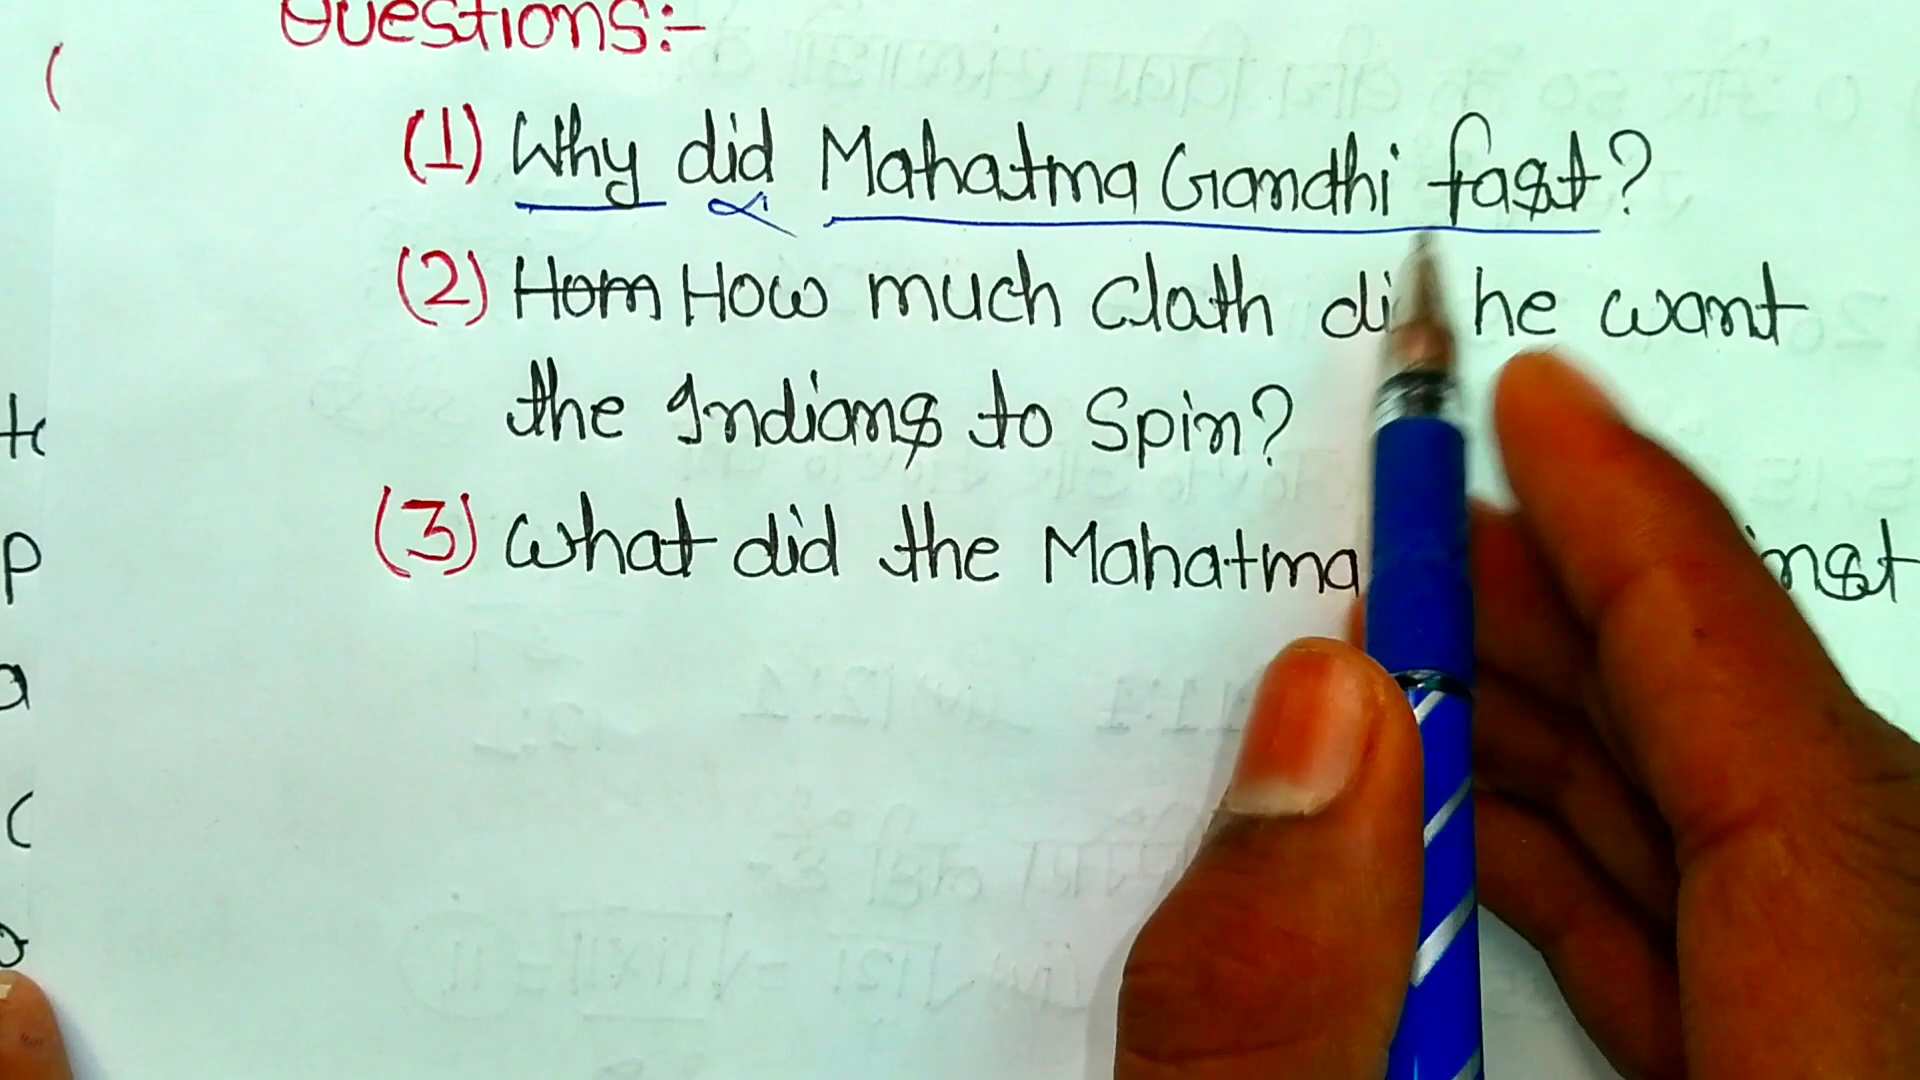 Questions:-
(1) Why did Mahatma Gandhi fast?
(2) Hom How much cloth di he want
the Indians to Spin?
(3) What did the Mahatma inst